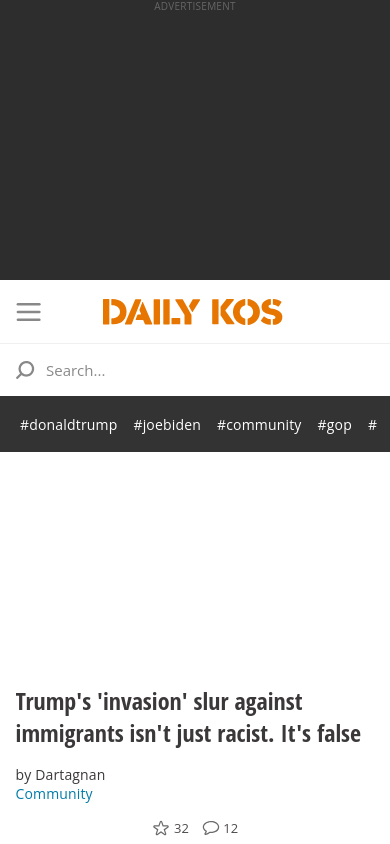 ADVERTISEMENT
DAILY KOS
Search...
#donaldtrump #joebiden #community #gop #
Trump's 'invasion' slur against
immigrants isn't just racist. It's false
by Dartagnan
Community
32 12